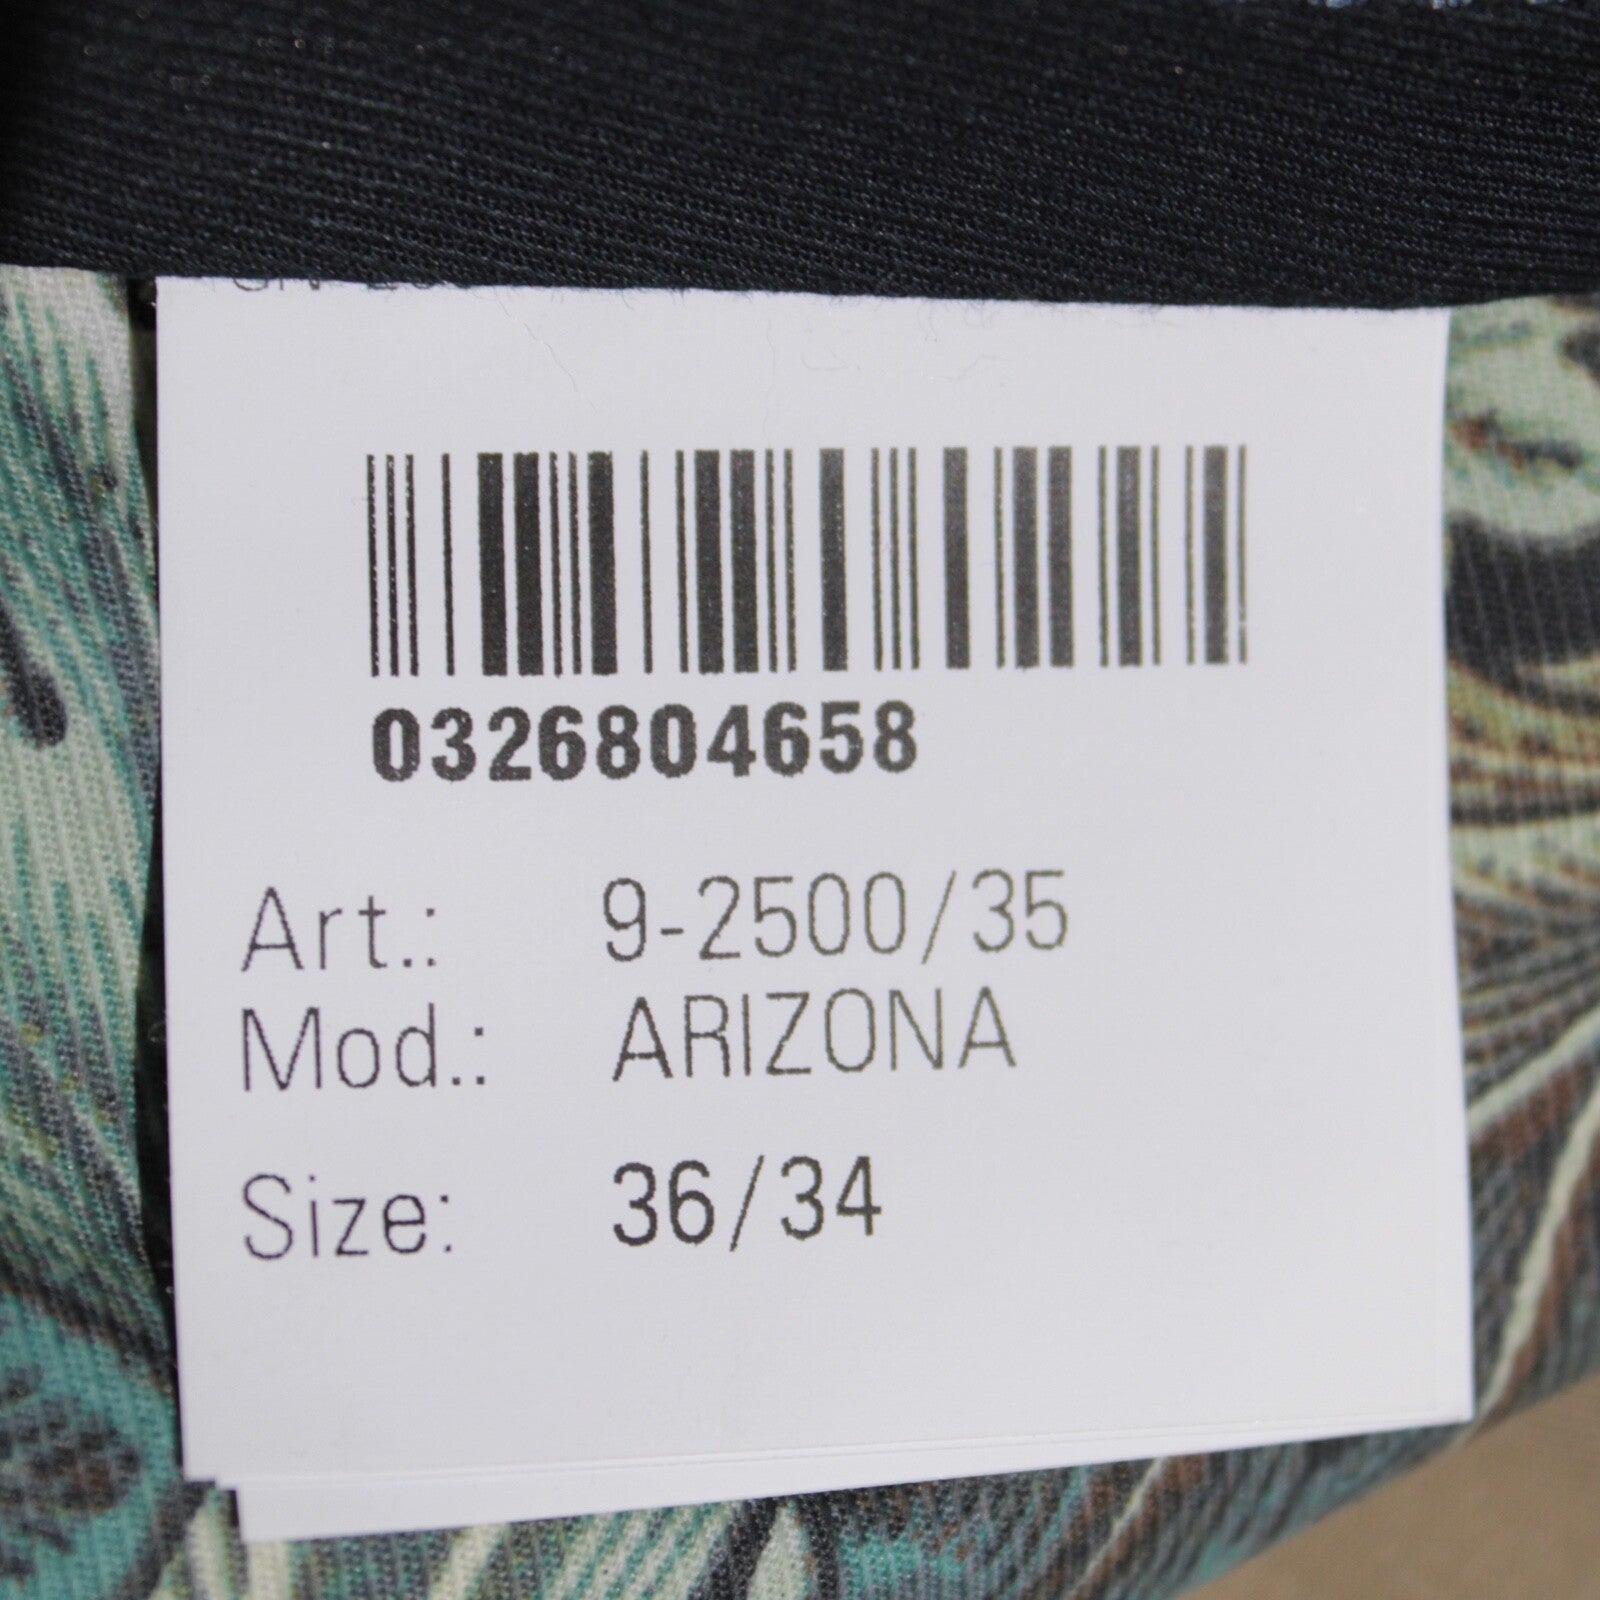 0326804658
Art.: 9-2500/35
Mod.: ARIZONA
Size: 36/34